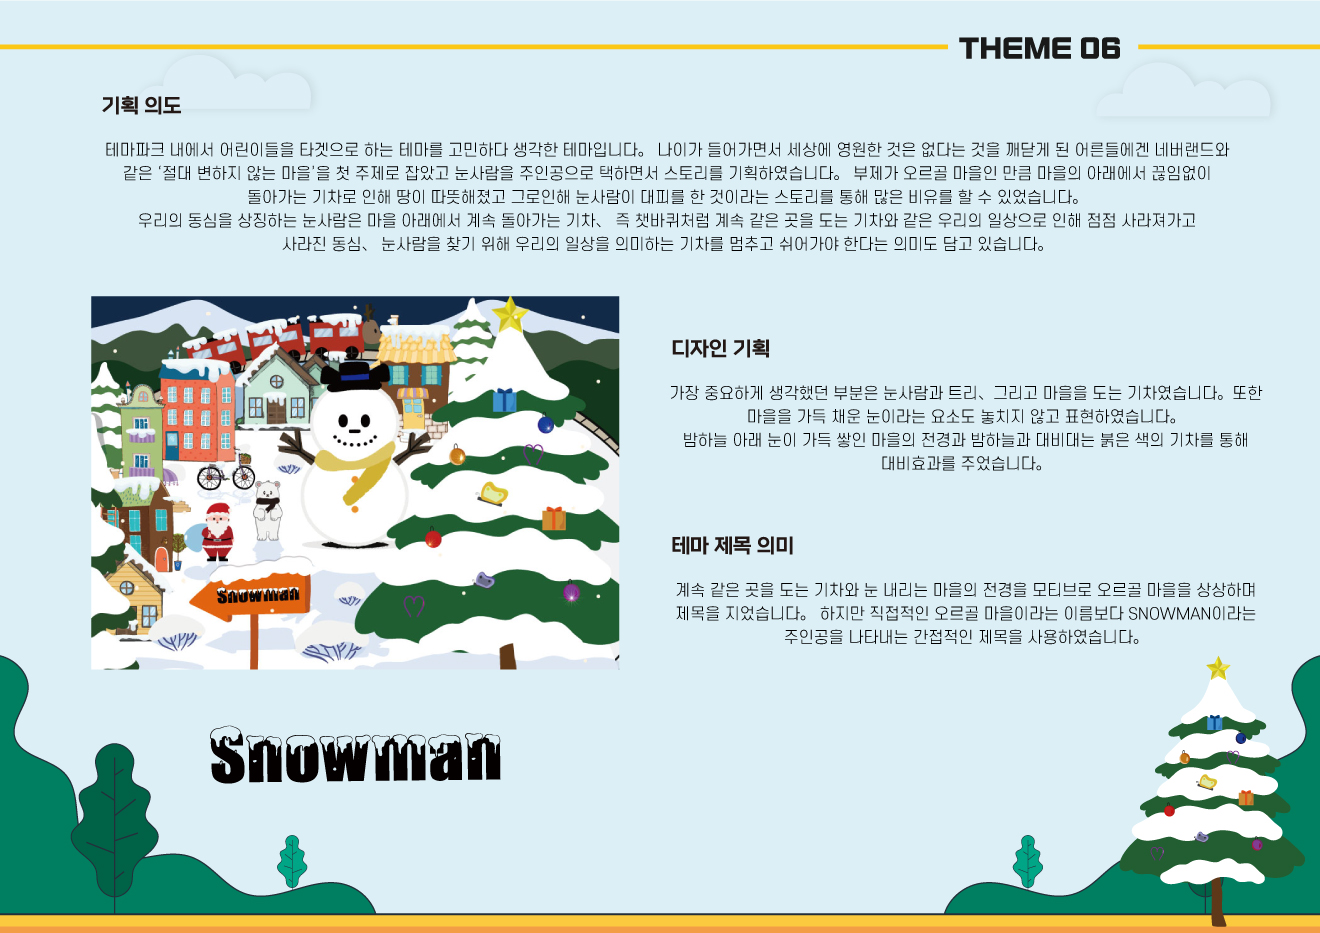 THEME 06
기획 의도
테마파크 내에서 어린이들을 타겟으로 하는 테마를 고민하다 생각한 테마입니다. 나이가 들어가면서 세상에 영원한 것은 없다는 것을 깨닫게 된 어른들에겐 네버랜드와
같은 ‘절대 변하지 않는 마을’을 첫 주제로 잡았고 눈사람을 주인공으로 택하면서 스토리를 기획하였습니다. 부제가 오르골 마을인 만큼 마을의 아래에서 끊임없이
돌아가는 기차로 인해 땅이 따뜻해졌고 그로인해 눈사람이 대피를 한 것이라는 스토리를 통해 많은 비유를 할 수 있었습니다.
우리의 동심을 상징하는 눈사람은 마을 아래에서 계속 돌아가는 기차、 즉 챗바퀴처럼 계속 같은 곳을 도는 기차와 같은 우리의 일상으로 인해 점점 사라져가고
사라진 동심、 눈사람을 찾기 위해 우리의 일상을 의미하는 기차를 멈추고 쉬어가야 한다는 의미도 담고 있습니다.
디자인 기획
가장 중요하게 생각했던 부분은 눈사람과 트리、그리고 마을을 도는 기차였습니다. 또한
마을을 가득 채운 눈이라는 요소도 놓치지 않고 표현하였습니다.
밤하늘 아래 눈이 가득 쌓인 마을의 전경과 밤하늘과 대비대는 붉은 색의 기차를 통해
대비효과를 주었습니다.
테마 제목 의미
계속 같은 곳을 도는 기차와 눈 내리는 마을의 전경을 모티브로 오르골 마을을 상상하며
제목을 지었습니다. 하지만 직접적인 오르골 마을이라는 이름보다 SNOWMAN이라는
주인공을 나타내는 간접적인 제목을 사용하였습니다.
Snowman
Snowman